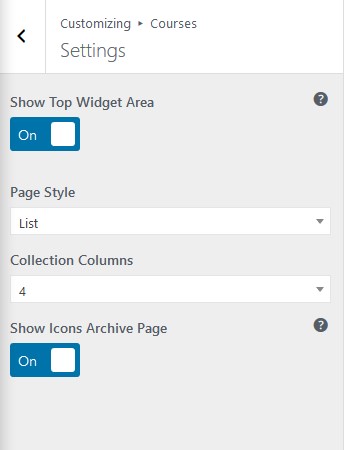 Customizing ▸ Courses
Settings
Show Top Widget Area
On
Page Style
List
Collection Columns
4
Show Icons Archive Page
On